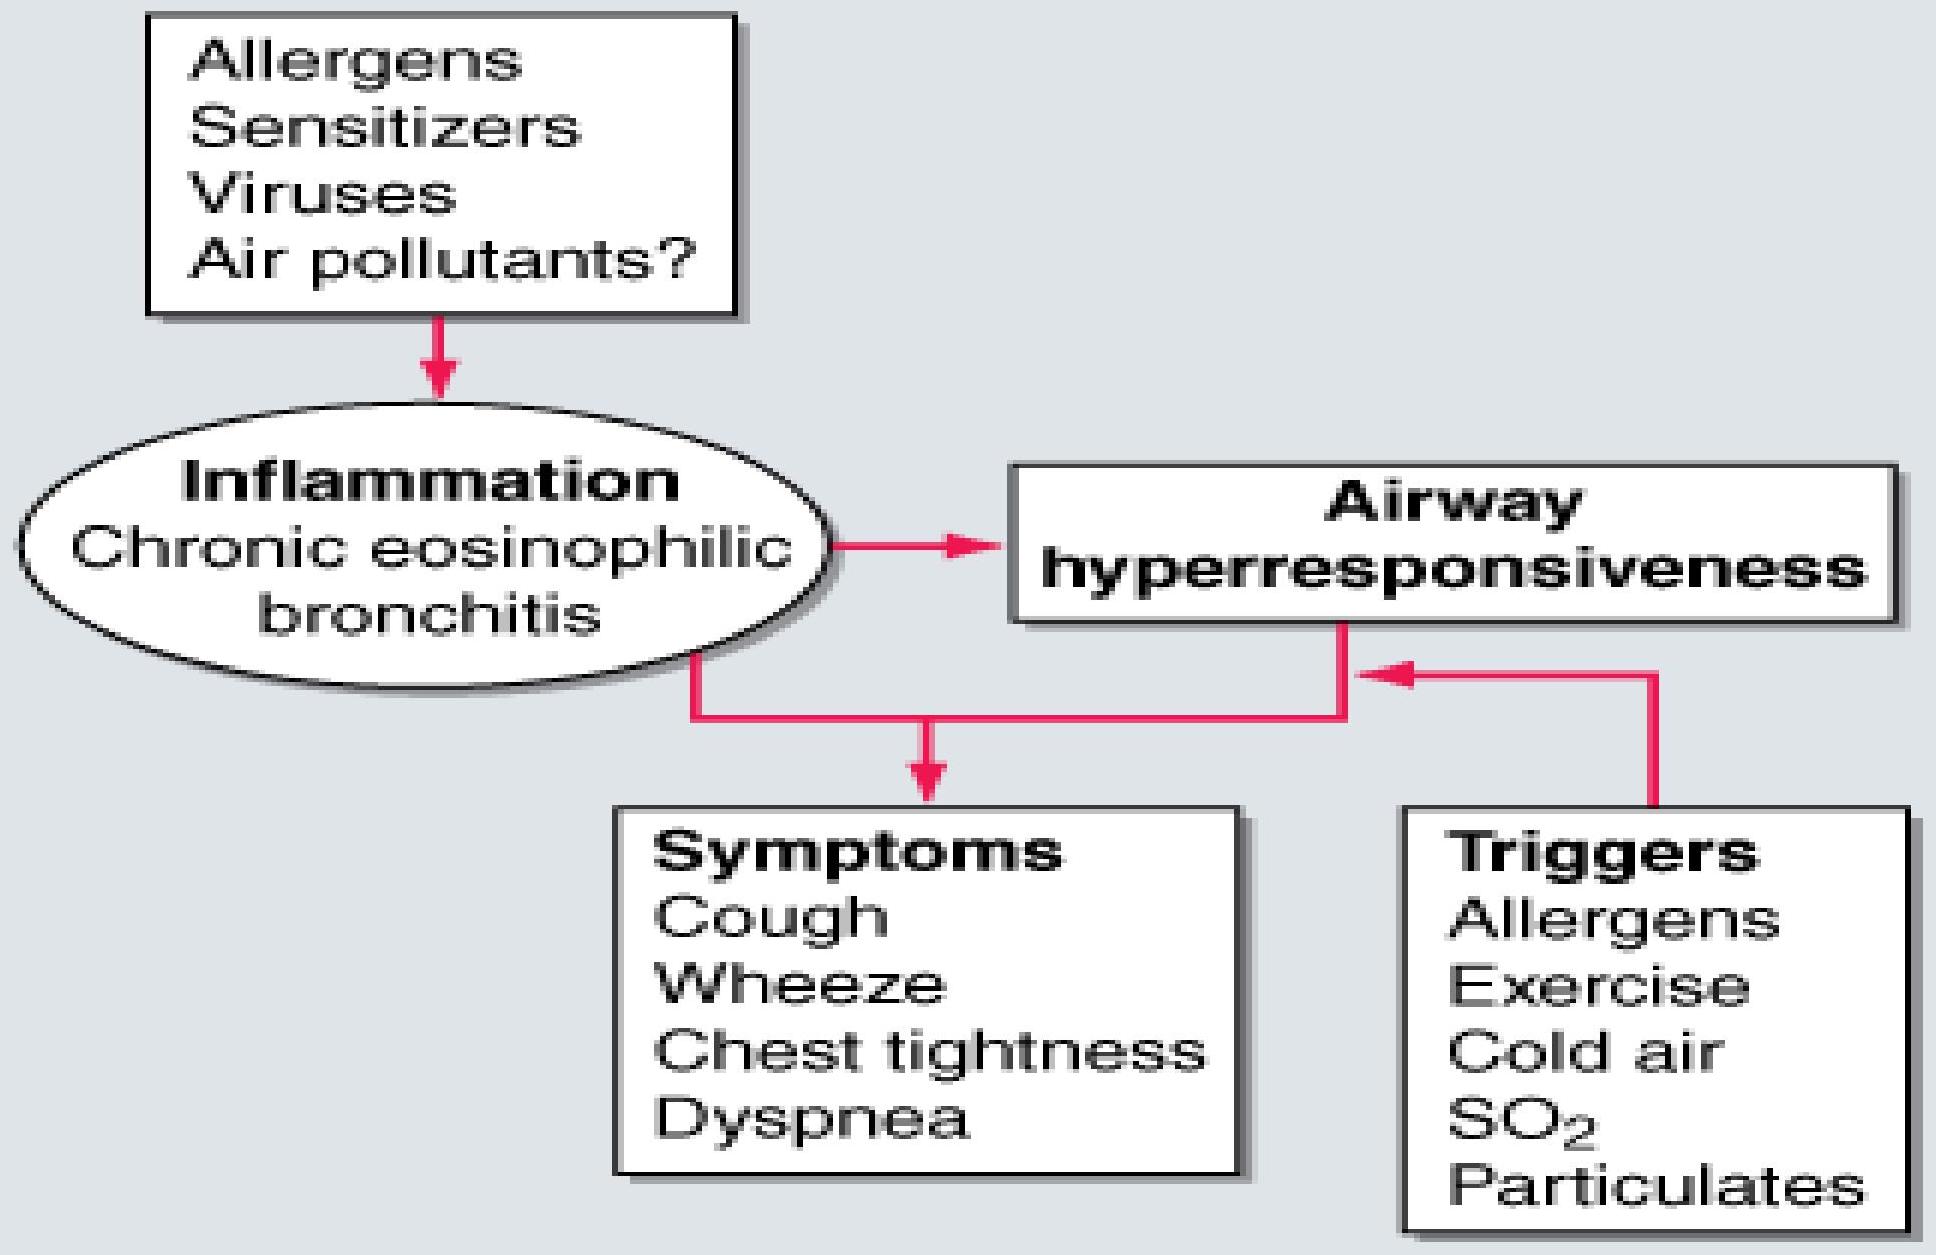 Allergens
Sensitizers
Viruses
Air pollutants?
Inflammation
Chronic eosinophilic
bronchitis
Airway
hyperresponsiveness
Symptoms
Cough
Wheeze
Chest tightness
Dyspnea
Triggers
Allergens
Exercise
Cold air
SO₂
Particulates